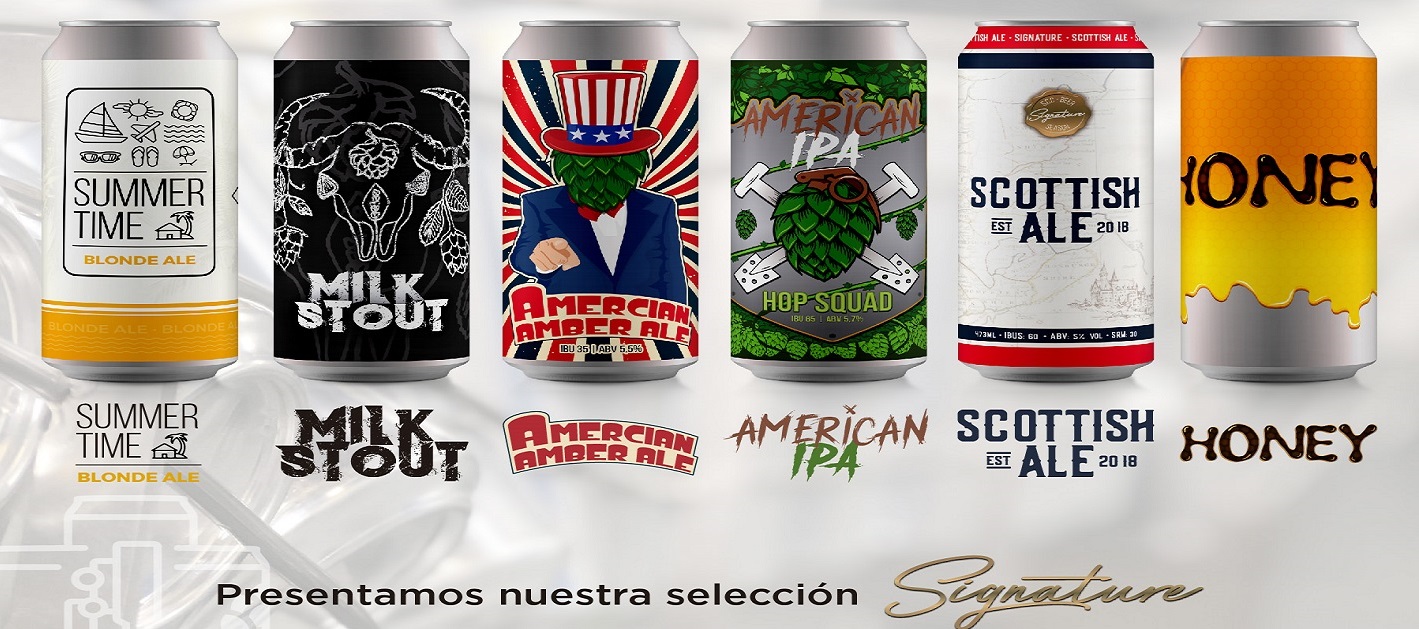 SUMMER
TIME
BLONDE ALE
BLONDE ALE - BLONDE A
MILK
STOUT
AMERCIAN
AMBER ALE
IBU 35 | ABV 5,5%
AMERICAN
IPA
HOP SQUAD
IBU 65 | ABV 5,7%
TISH ALE - SIGNATURE - SCOTTISH ALE - S
Signature
SCOTTISH
EST ALE 2018
473ML - IBUS: 60 - ABV: 5% VOL - SRM: 30
HONEY
SUMMER
TIME
BLONDE ALE
MILK
STOUT
AMERCIAN
AMBER ALE
AMERICAN
IPA
SCOTTISH
EST ALE 2018
HONEY
Presentamos nuestra selección Signature